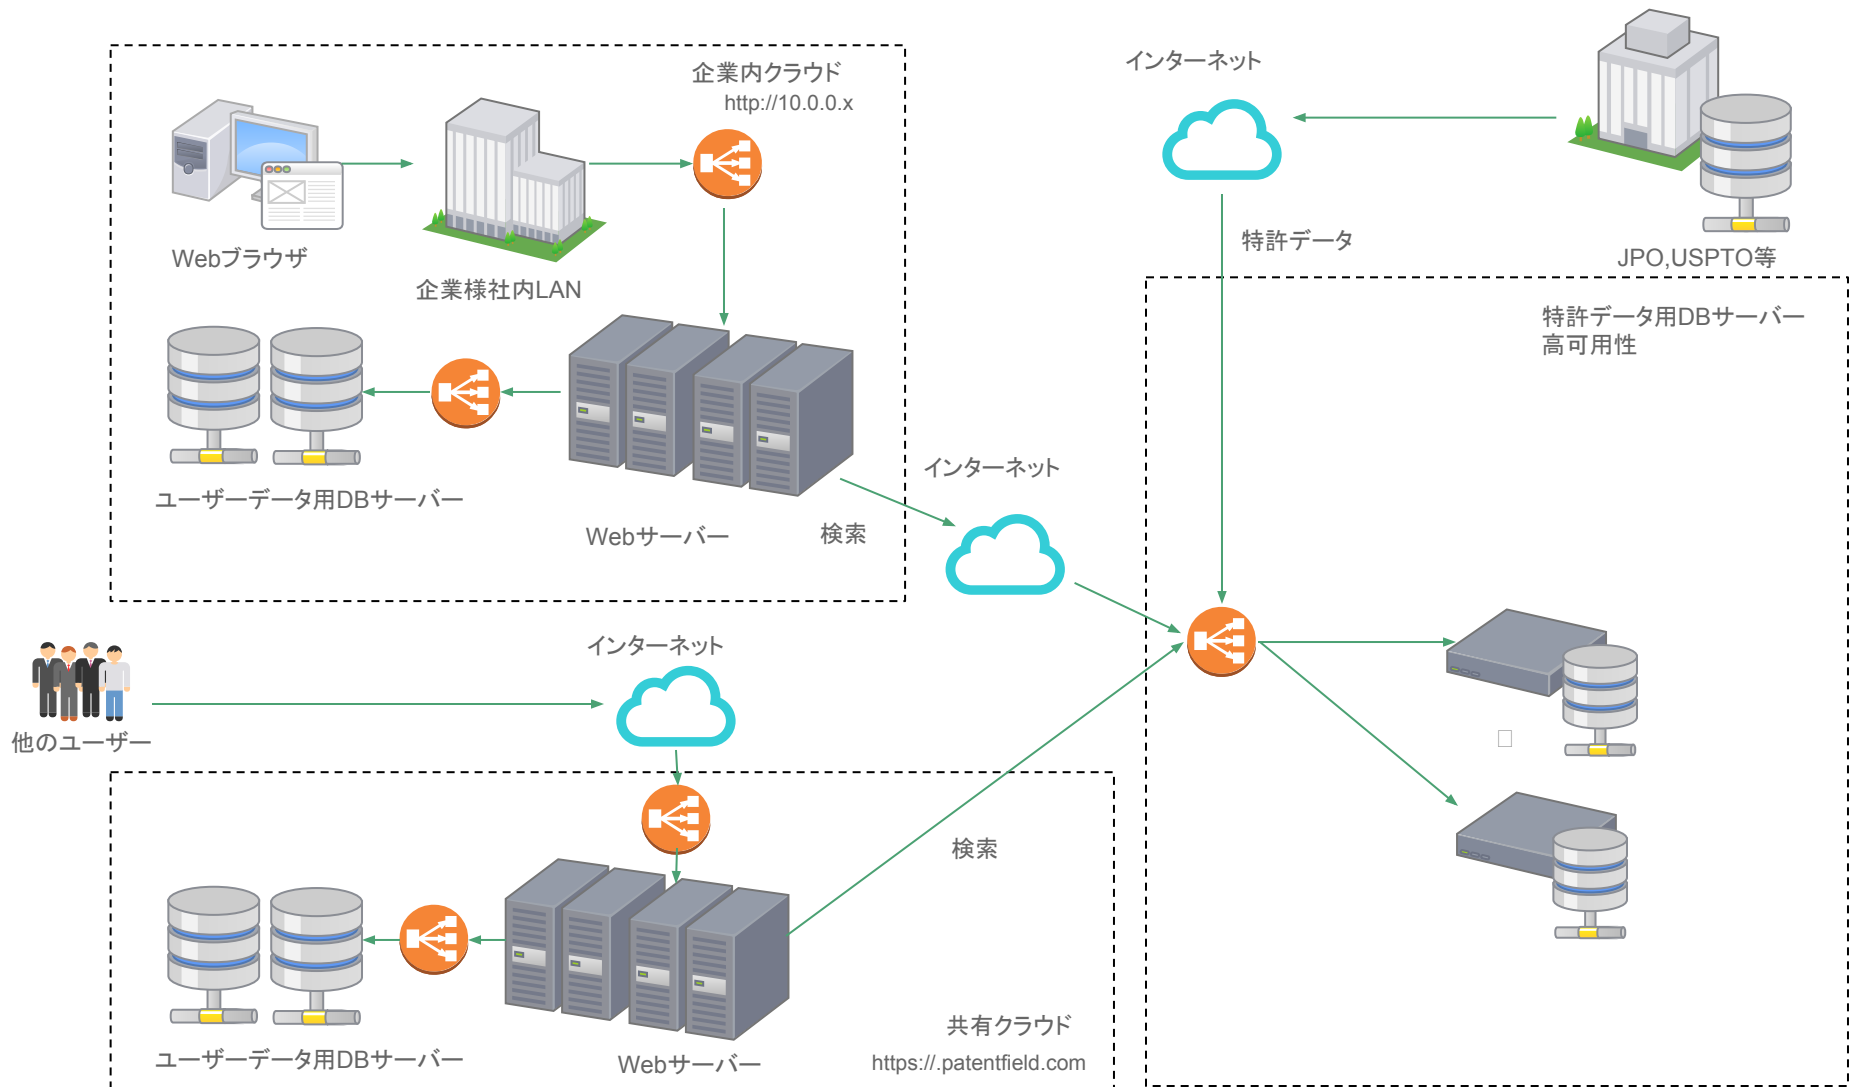 企業内クラウド
http://10.0.0.x
インターネット
Webブラウザ
企業様社内LAN
特許データ
JPO,USPTO等
特許データ用DBサーバー
高可用性
ユーザーデータ用DBサーバー
Webサーバー
検索
インターネット
インターネット
他のユーザー
検索
ユーザーデータ用DBサーバー
Webサーバー
共有クラウド
https://.patentfield.com